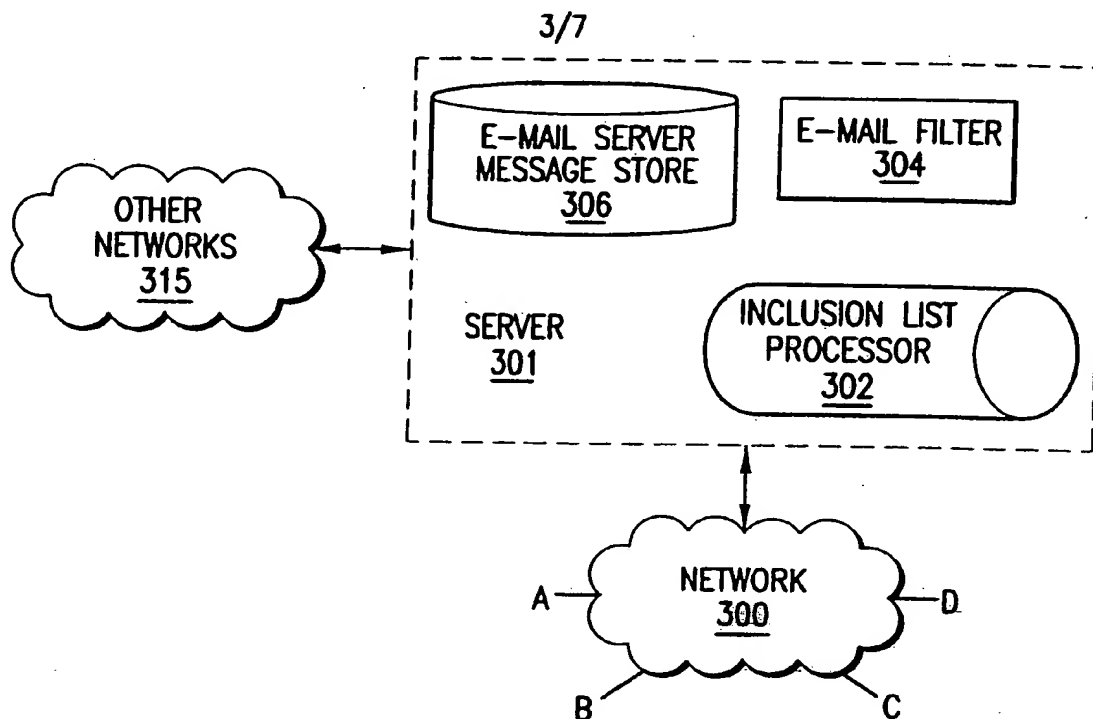 3/7
E-MAIL SERVER
MESSAGE STORE
306
E-MAIL FILTER
304
OTHER
NETWORKS
315
SERVER
301
INCLUSION LIST
PROCESSOR
302
NETWORK
300
A
D
B
C